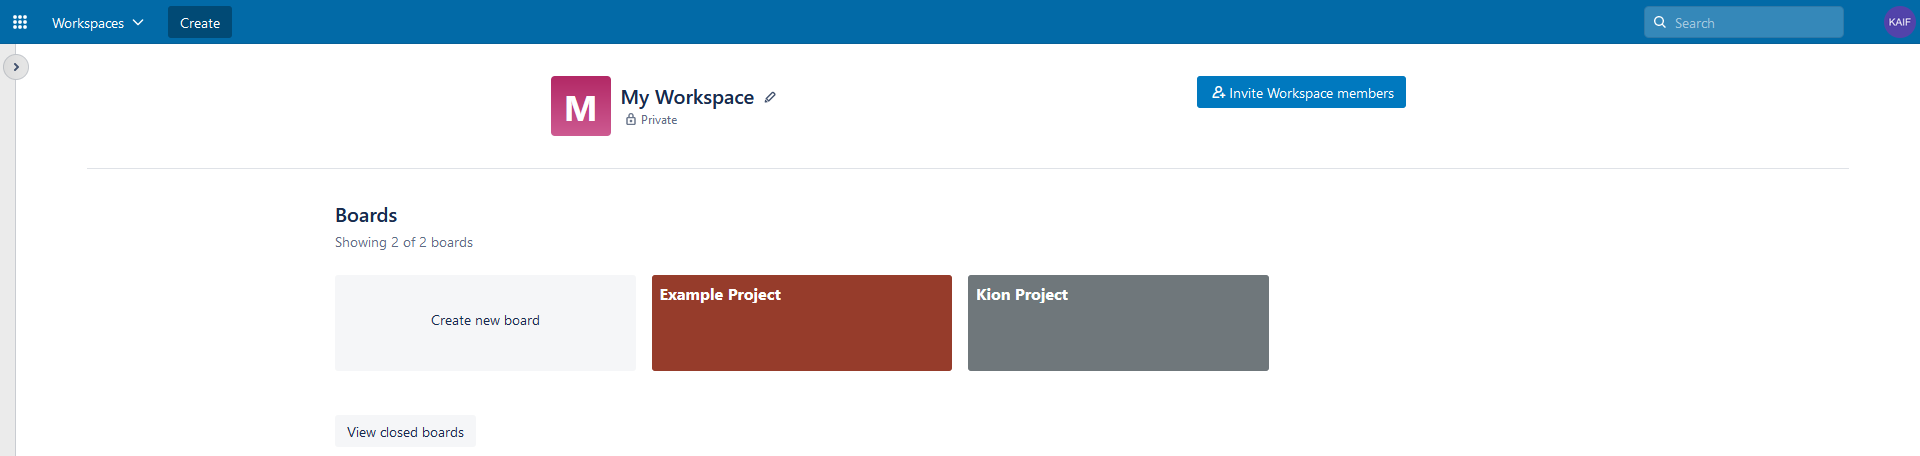 Workspaces
Create
Search
KAIF
M
My Workspace
Private
Invite Workspace members
Boards
Showing 2 of 2 boards
Create new board
Example Project
Kion Project
View closed boards